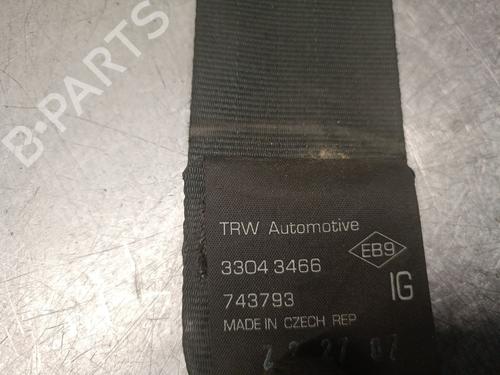 B-PARTS
TRW Automotive
3304 3466
EB9
743793
IG
MADE IN CZECH REP